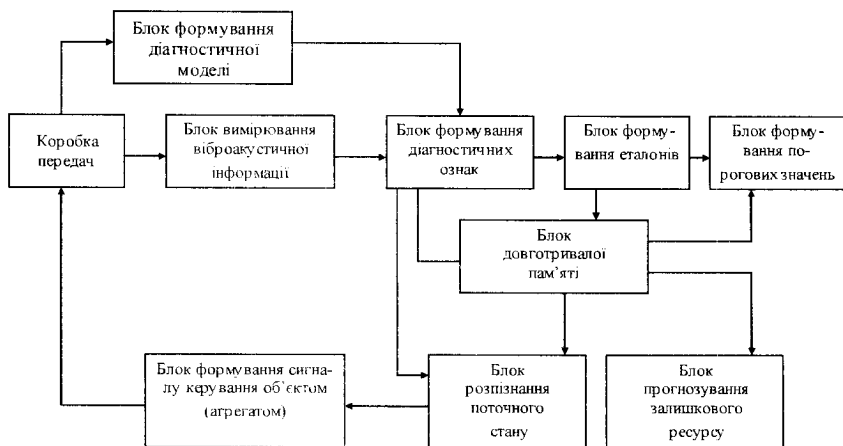 Блок формування
діагностичної
моделі
Коробка
передач
Блок вимірювання
віброакустичної
інформації
Блок формування
діагностичних
ознак
Блок форму-
вання еталонів
Блок форму-
вання по-
рогових значень
Блок
довготривалої
пам’яті
Блок формування сигна-
лу керування об’єктом
(агрегатом)
Блок
розпізнання
поточного
стану
Блок
прогнозування
залишкового
ресурсу